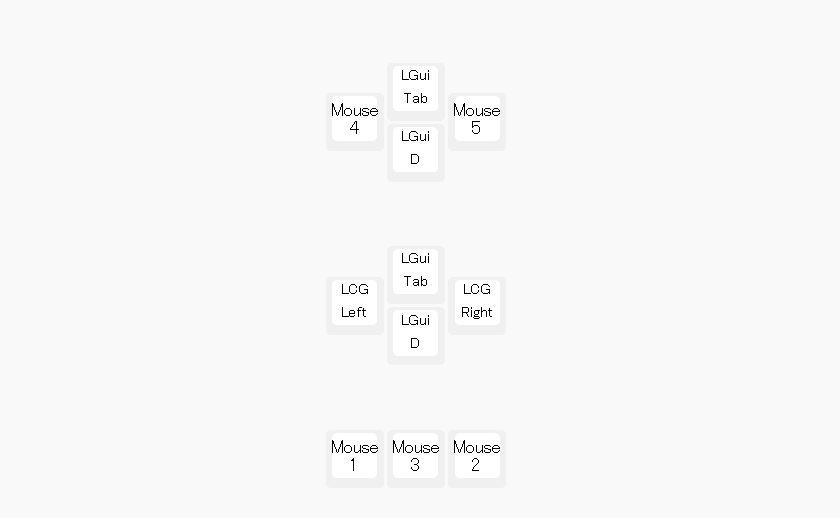 LGui
Tab
Mouse
4
Mouse
5
LGui
D
LGui
Tab
LCG
Left
LCG
Right
LGui
D
Mouse
1
Mouse
3
Mouse
2